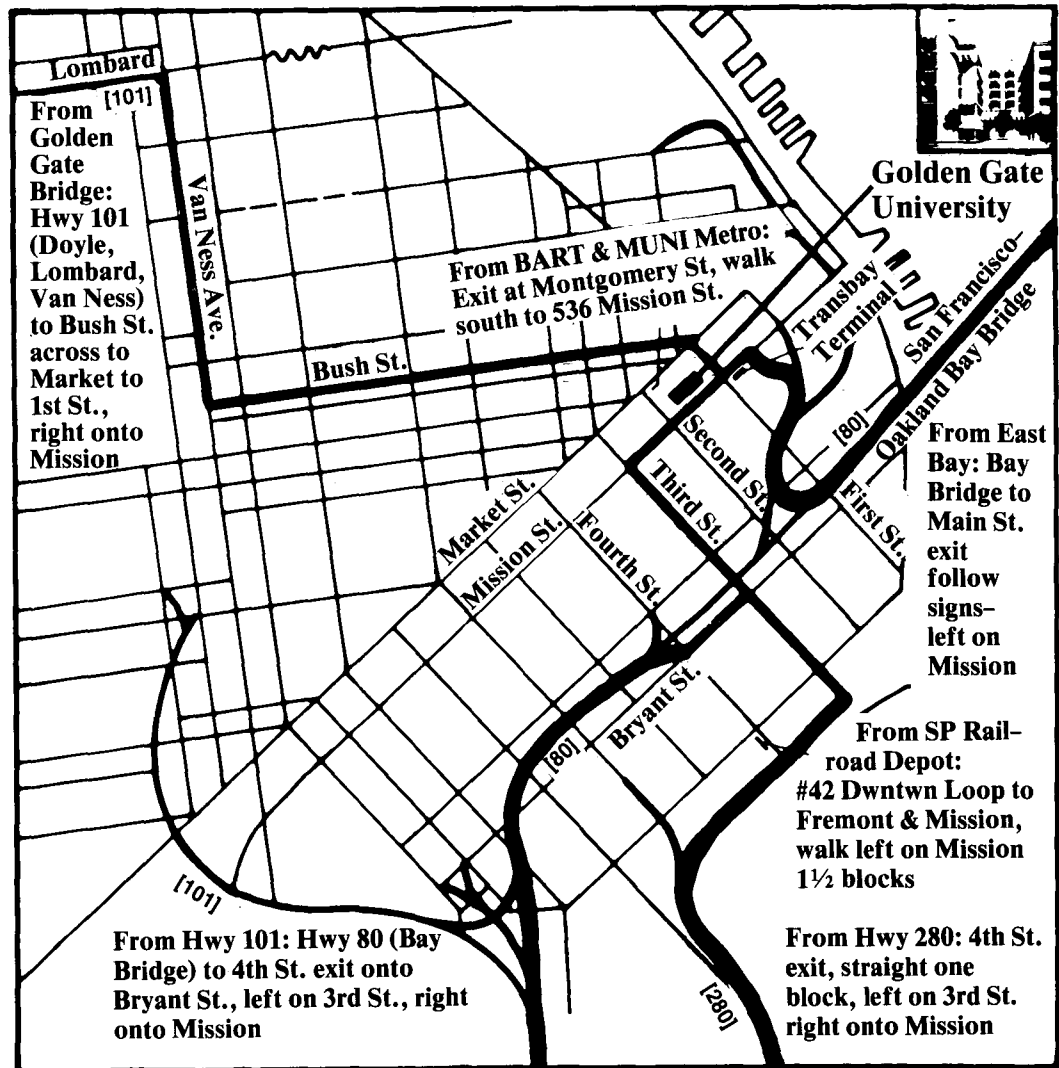 Lombard
[101]
From
Golden
Gate
Bridge:
Hwy 101
(Doyle,
Lombard,
Van Ness)
to Bush St.
across to
Market to
1st St.,
right onto
Mission
Van Ness Ave.
Bush St.
From BART & MUNI Metro:
Exit at Montgomery St, walk
south to 536 Mission St.
Golden Gate
University
Transbay
Terminal
San Francisco–
Oakland Bay Bridge
[80]
From East
Bay: Bay
Bridge to
Main St.
exit
follow
signs–
left on
Mission
Market St.
Mission St.
Fourth St.
Third St.
Second St.
First St.
Bryant St.
[80]
From SP Rail–
road Depot:
#42 Dwntwn Loop to
Fremont & Mission,
walk left on Mission
1½ blocks
[101]
From Hwy 101: Hwy 80 (Bay
Bridge) to 4th St. exit onto
Bryant St., left on 3rd St., right
onto Mission
[280]
From Hwy 280: 4th St.
exit, straight one
block, left on 3rd St.
right onto Mission